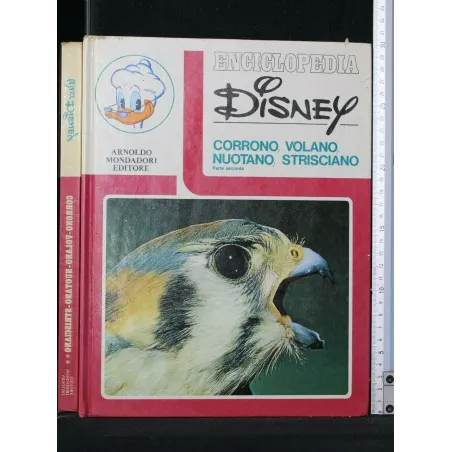 ENCICLOPEDIA
DISNEY
CORRONO, VOLANO,
NUOTANO, STRISCIANO
Parte seconda
ARNOLDO
MONDADORI
EDITORE
CORRONO-VOLANO-NUOTANO-STRISCIANO **